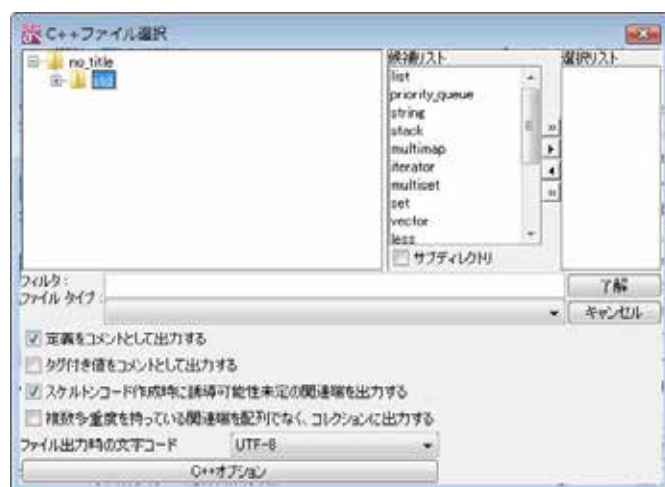 C++ファイル選択
no_title
std
候補リスト
list
priority_queue
string
stack
multimap
iterator
multiset
set
vector
less
サブディレクトリ
選択リスト
フィルタ :
ファイル タイプ :
了解
キャンセル
定義をコメントとして出力する
タグ付き値をコメントとして出力する
スケルトンコード作成時に誘導可能性未定の関連端を出力する
複数多重度を持っている関連端を配列でなく、コレクションに出力する
ファイル出力時の文字コード
UTF-8
C++オプション